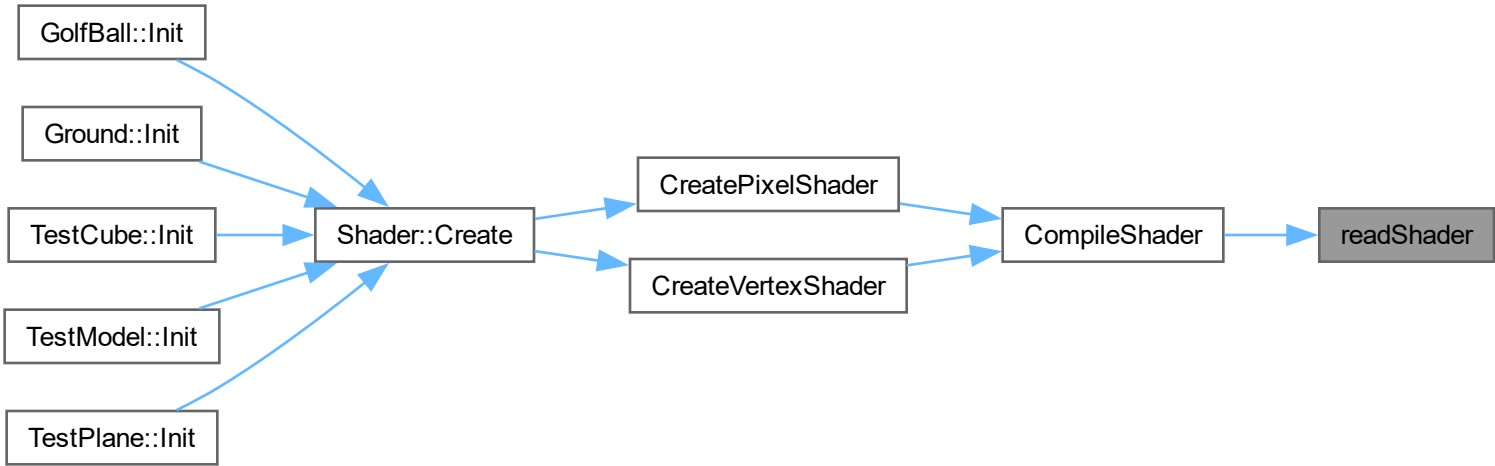 GolfBall::Init
Ground::Init
TestCube::Init
TestModel::Init
TestPlane::Init
Shader::Create
CreatePixelShader
CreateVertexShader
CompileShader
readShader